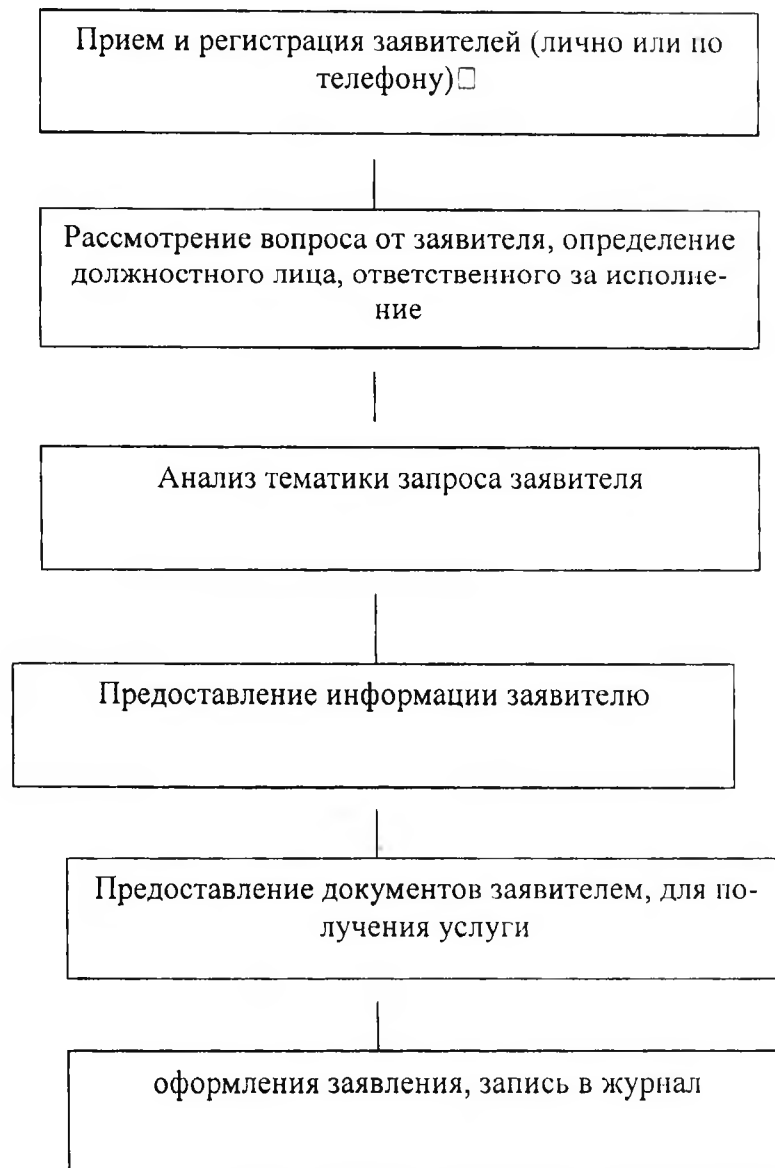 Прием и регистрация заявителей (лично или по
телефону)□
Рассмотрение вопроса от заявителя, определение
должностного лица, ответственного за исполне-
ние
Анализ тематики запроса заявителя
Предоставление информации заявителю
Предоставление документов заявителем, для по-
лучения услуги
оформления заявления, запись в журнал